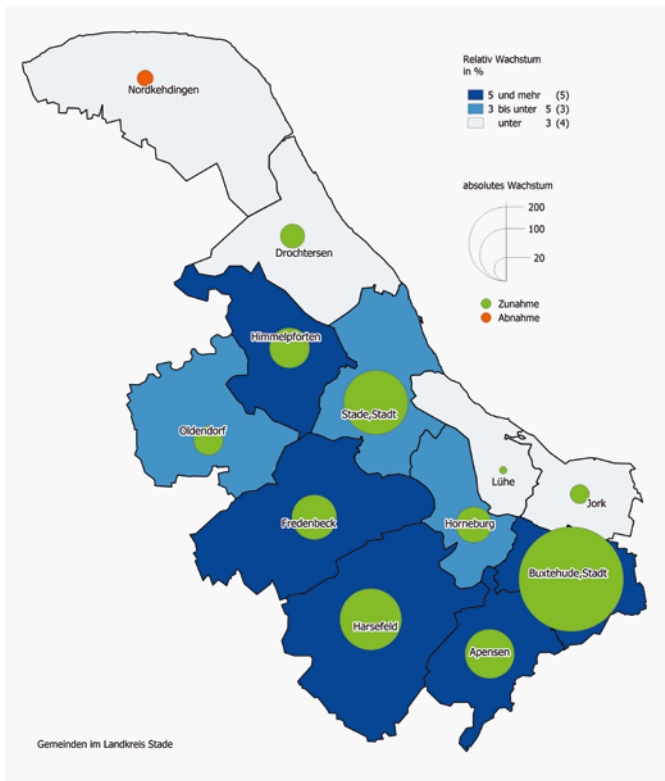 Relativ Wachstum
in %
5 und mehr (5)
3 bis unter 5 (3)
unter 3 (4)
absolutes Wachstum
200
100
20
Zunahme
Abnahme
Nordkehdingen
Drochtersen
Himmelpforten
Stade,Stadt
Oldendorf
Lühe
Jork
Fredenbeck
Horneburg
Buxtehude,Stadt
Harsefeld
Apensen
Gemeinden im Landkreis Stade